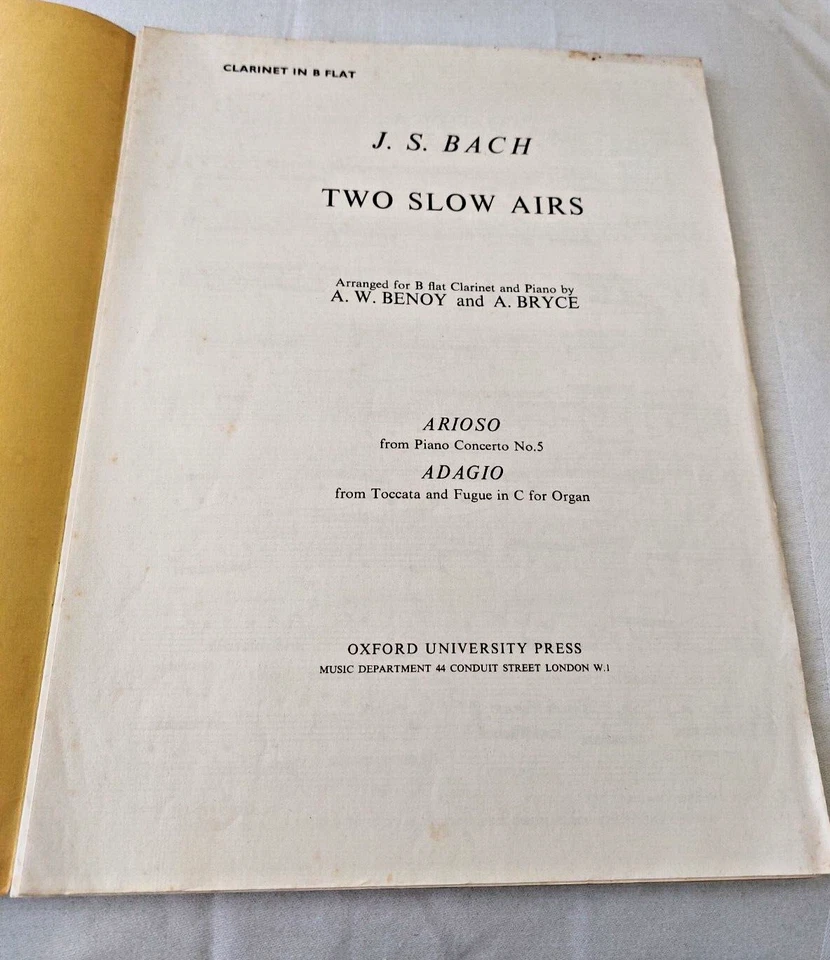 CLARINET IN B FLAT
J. S. BACH
TWO SLOW AIRS
Arranged for B flat Clarinet and Piano by
A. W. BENOY and A. BRYCE
ARIOSO
from Piano Concerto No.5
ADAGIO
from Toccata and Fugue in C for Organ
OXFORD UNIVERSITY PRESS
MUSIC DEPARTMENT 44 CONDUIT STREET LONDON W.1